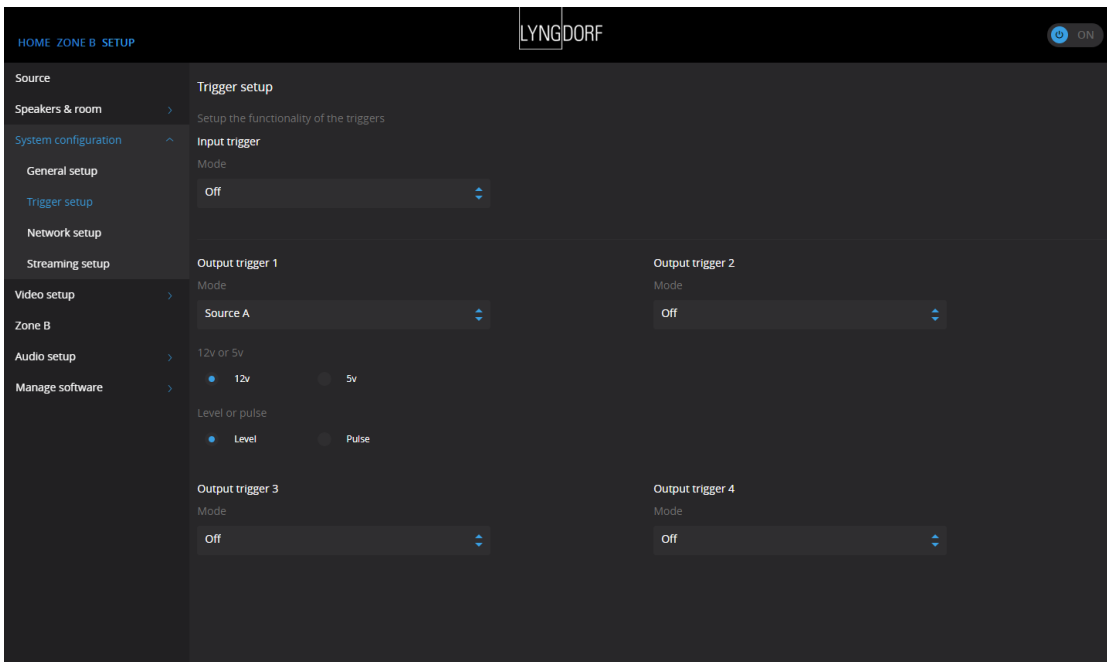 LYNGDORF
HOME ZONE B SETUP
ON
Source
Speakers & room
System configuration
General setup
Trigger setup
Network setup
Streaming setup
Video setup
Zone B
Audio setup
Manage software
Trigger setup
Setup the functionality of the triggers
Input trigger
Mode
Off
Output trigger 1
Mode
Source A
12v or 5v
12v 5v
Level or pulse
Level Pulse
Output trigger 2
Mode
Off
Output trigger 3
Mode
Off
Output trigger 4
Mode
Off